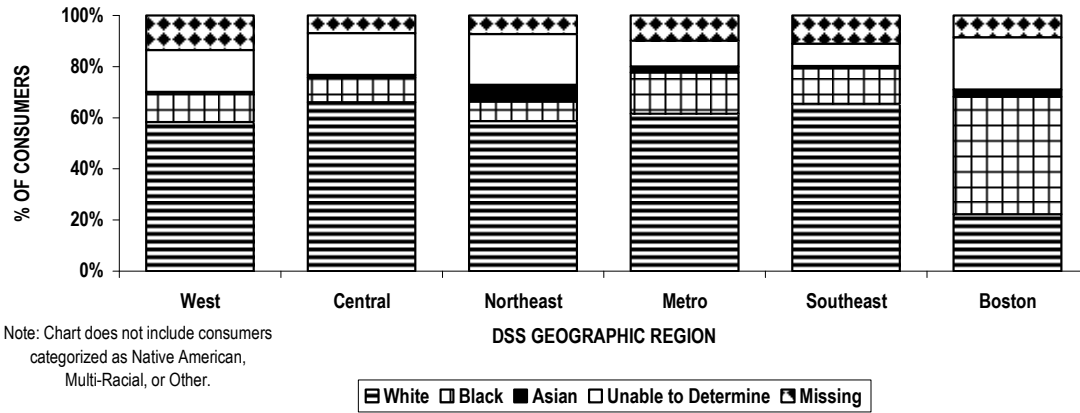 100%
80%
60%
40%
20%
0%
% OF CONSUMERS
West Central Northeast Metro Southeast Boston
DSS GEOGRAPHIC REGION
Note: Chart does not include consumers
categorized as Native American,
Multi-Racial, or Other.
White Black Asian Unable to Determine Missing